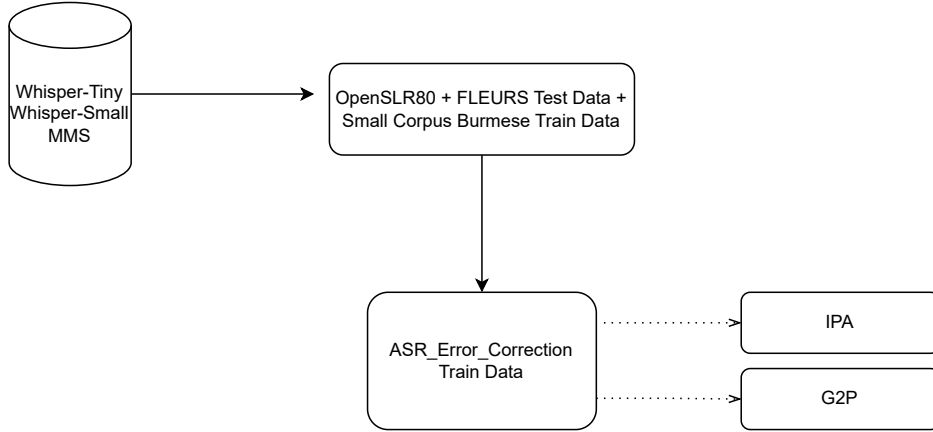 Whisper-Tiny
Whisper-Small
MMS
OpenSLR80 + FLEURS Test Data +
Small Corpus Burmese Train Data
ASR_Error_Correction
Train Data
IPA
G2P